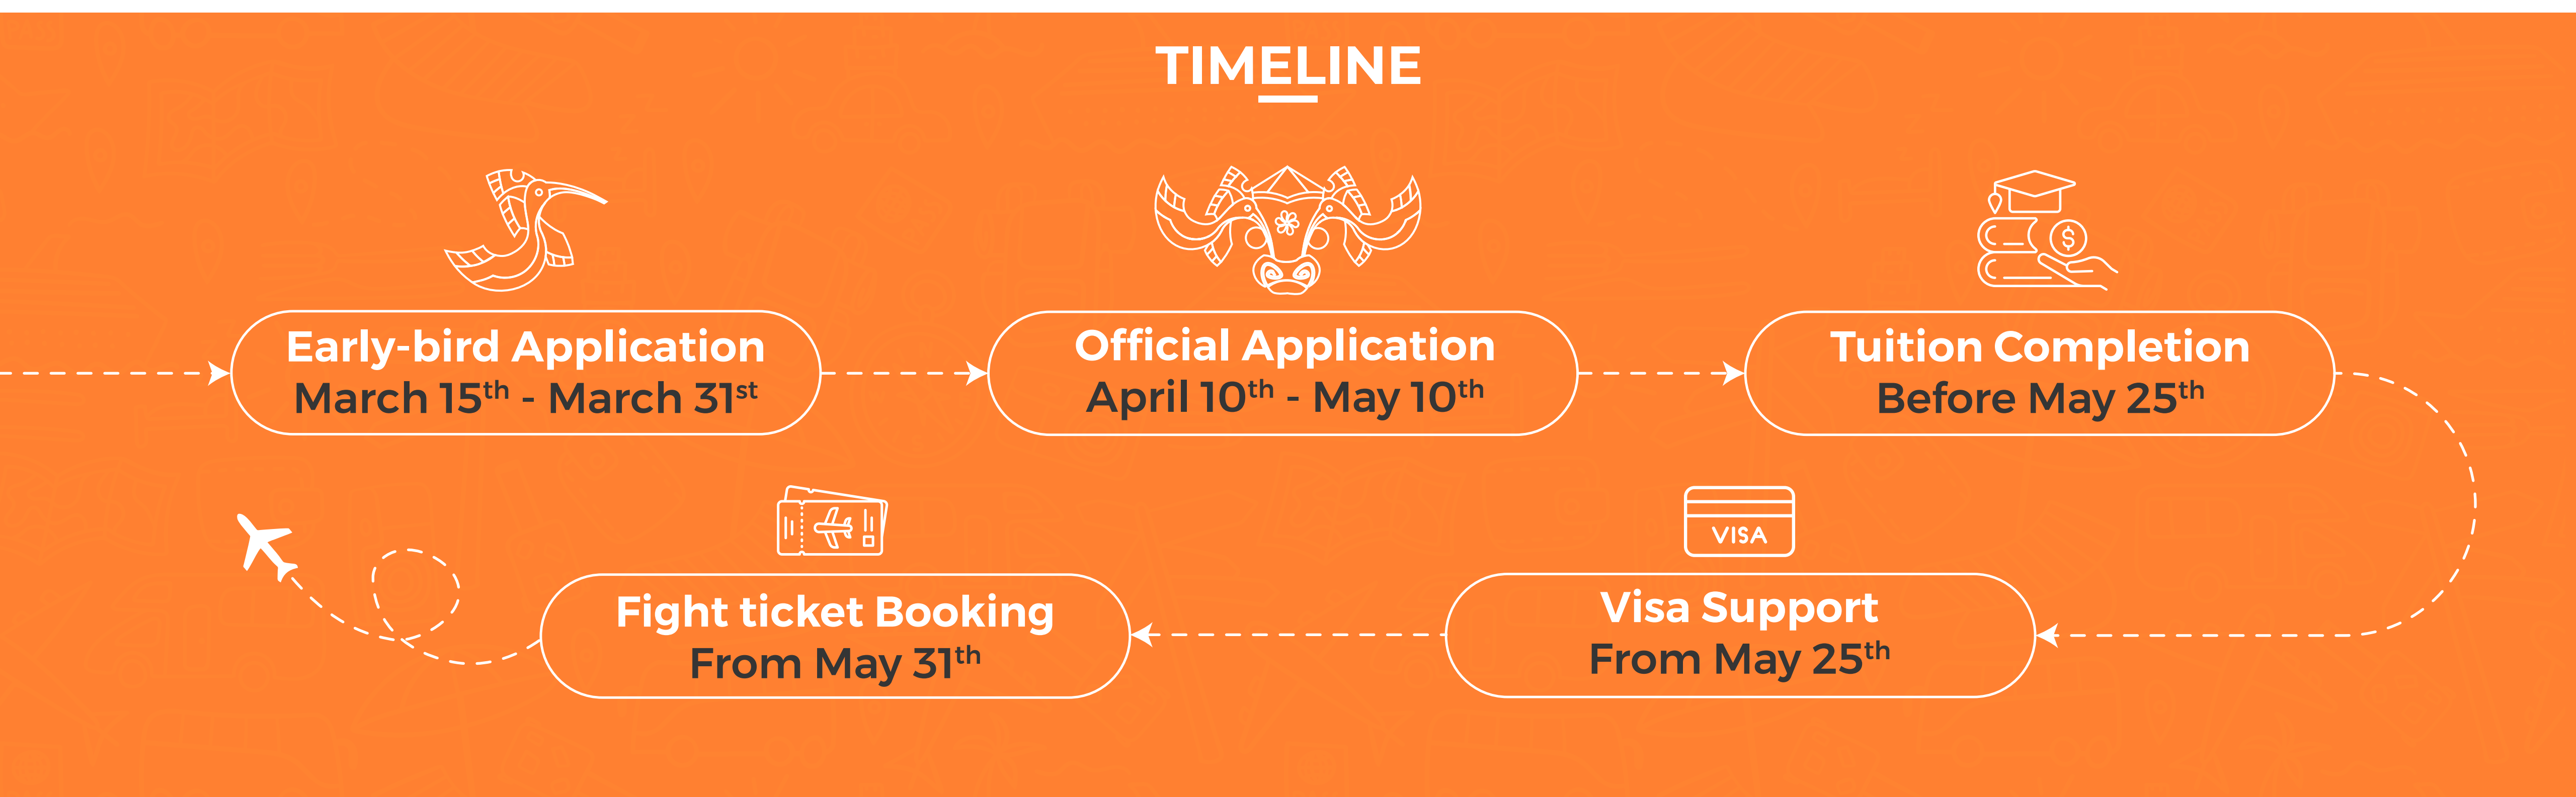 TIMELINE
Early-bird Application
March 15th - March 31st
Official Application
April 10th - May 10th
$
Tuition Completion
Before May 25th
VISA
Visa Support
From May 25th
Fight ticket Booking
From May 31th